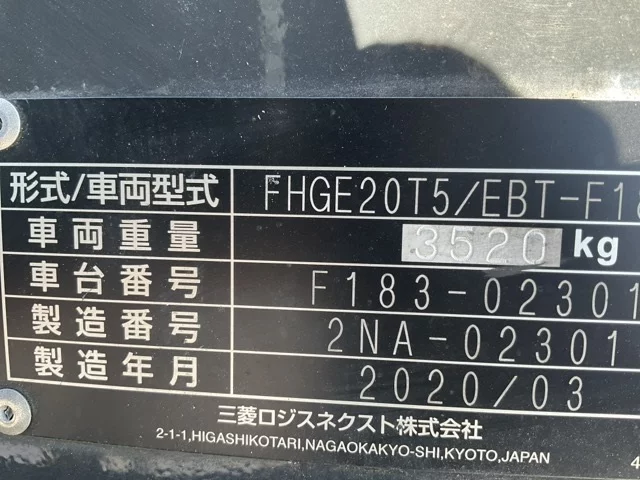 形式/車両型式 FHGE20T5/EBT-F18
車両重量 3520 kg
車台番号 F183-02301
製造番号 2NA-02301
製造年月 2020/03
三菱ロジスネクスト株式会社
2-1-1,HIGASHIKOTARI,NAGAOKAKYO-SHI,KYOTO,JAPAN
4